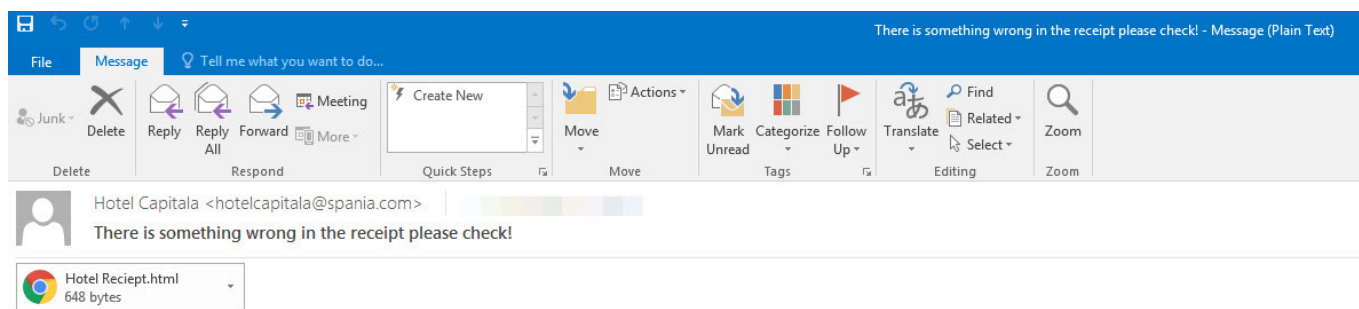 There is something wrong in the receipt please check! - Message (Plain Text)
File Message Tell me what you want to do...
Junk
Delete
Reply
Reply All
Forward
Meeting
More
Create New
Move
Actions
Mark Unread
Categorize
Follow Up
Translate
Find
Related
Select
Zoom
Delete Respond Quick Steps Move Tags Editing Zoom
Hotel Capitala <hotelcapitala@spania.com>
There is something wrong in the receipt please check!
Hotel Reciept.html
648 bytes